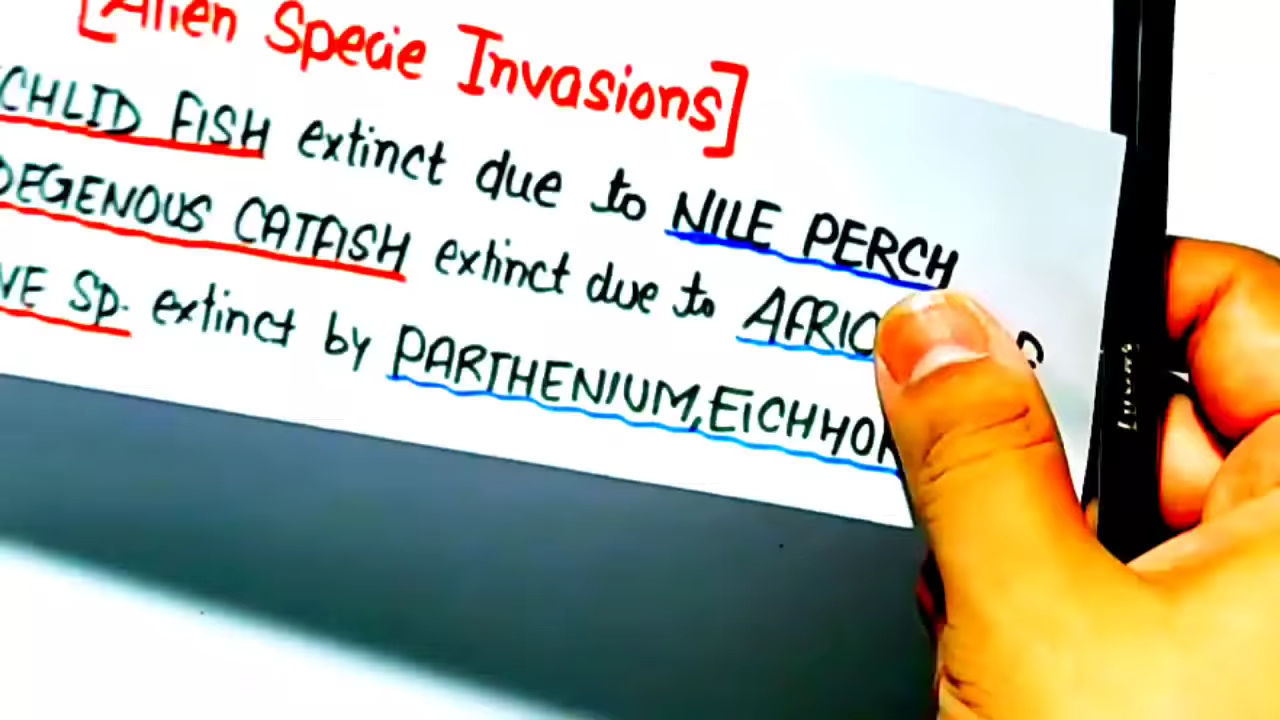 [Alien Specie Invasions]
CHLID FISH extinct due to NILE PERCH
DEGENOUS CATFISH extinct due to AFRIC
VE Sp. extinct by PARTHENIUM, EICHHOR